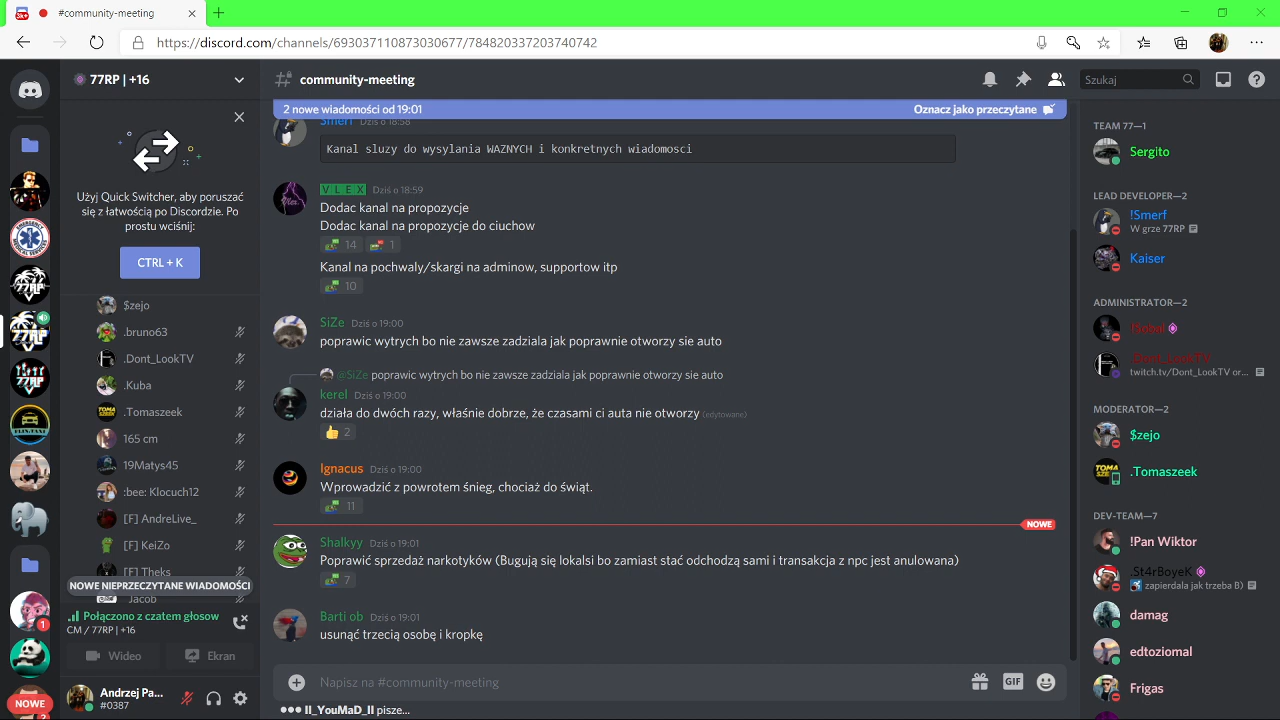 #community-meeting
https://discord.com/channels/693037110873030677/784820337203740742
77RP | +16
community-meeting
Szukaj
2 nowe wiadomości od 19:01
Oznacz jako przeczytane
Użyj Quick Switcher, aby poruszać
się z łatwością po Discordzie. Po
prostu wciśnij:
CTRL + K
$zejo
.bruno63
.Dont_LookTV
.Kuba
.Tomaszeek
165 cm
19Matys45
:bee: Klocuch12
[F] AndreLive_
[F] KeiZo
[F] Theks
NOWE NIEPRZECZYTANE WIADOMOŚCI
Jacob
Połączono z czatem głosow
CM / 77RP | +16
Wideo
Ekran
Andrzej Pa...
#0387
NOWE
Smerf Dziś o 18:58
Kanal sluzy do wysylania WAZNYCH i konkretnych wiadomosci
VLEX Dziś o 18:59
Dodac kanal na propozycje
Dodac kanal na propozycje do ciuchow
14 1
Kanal na pochwaly/skargi na adminow, supportow itp
10
SiZe Dziś o 19:00
poprawic wytrych bo nie zawsze zadziala jak poprawnie otworzy sie auto
@SiZe poprawic wytrych bo nie zawsze zadziala jak poprawnie otworzy sie auto
kerel Dziś o 19:00
działa do dwóch razy, właśnie dobrze, że czasami ci auta nie otworzy (edytowane)
2
Ignacus Dziś o 19:00
Wprowadzić z powrotem śnieg, chociaż do świąt.
11
NOWE
Shalkyy Dziś o 19:01
Poprawić sprzedaż narkotyków (Bugują się lokalsi bo zamiast stać odchodzą sami i transakcja z npc jest anulowana)
7
Barti ob Dziś o 19:01
usunąć trzecią osobę i kropkę
Napisz na #community-meeting
GIF
II_YouMaD_II pisze...
TEAM 77—1
Sergito
LEAD DEVELOPER—2
!Smerf
W grze 77RP
Kaiser
ADMINISTRATOR—2
!Sobal
.Dont_LookTV
twitch.tv/Dont_LookTV or...
MODERATOR—2
$zejo
.Tomaszeek
DEV-TEAM—7
!Pan Wiktor
.St4rBoyeK
zapierdala jak trzeba B)
damag
edtoziomal
Frigas